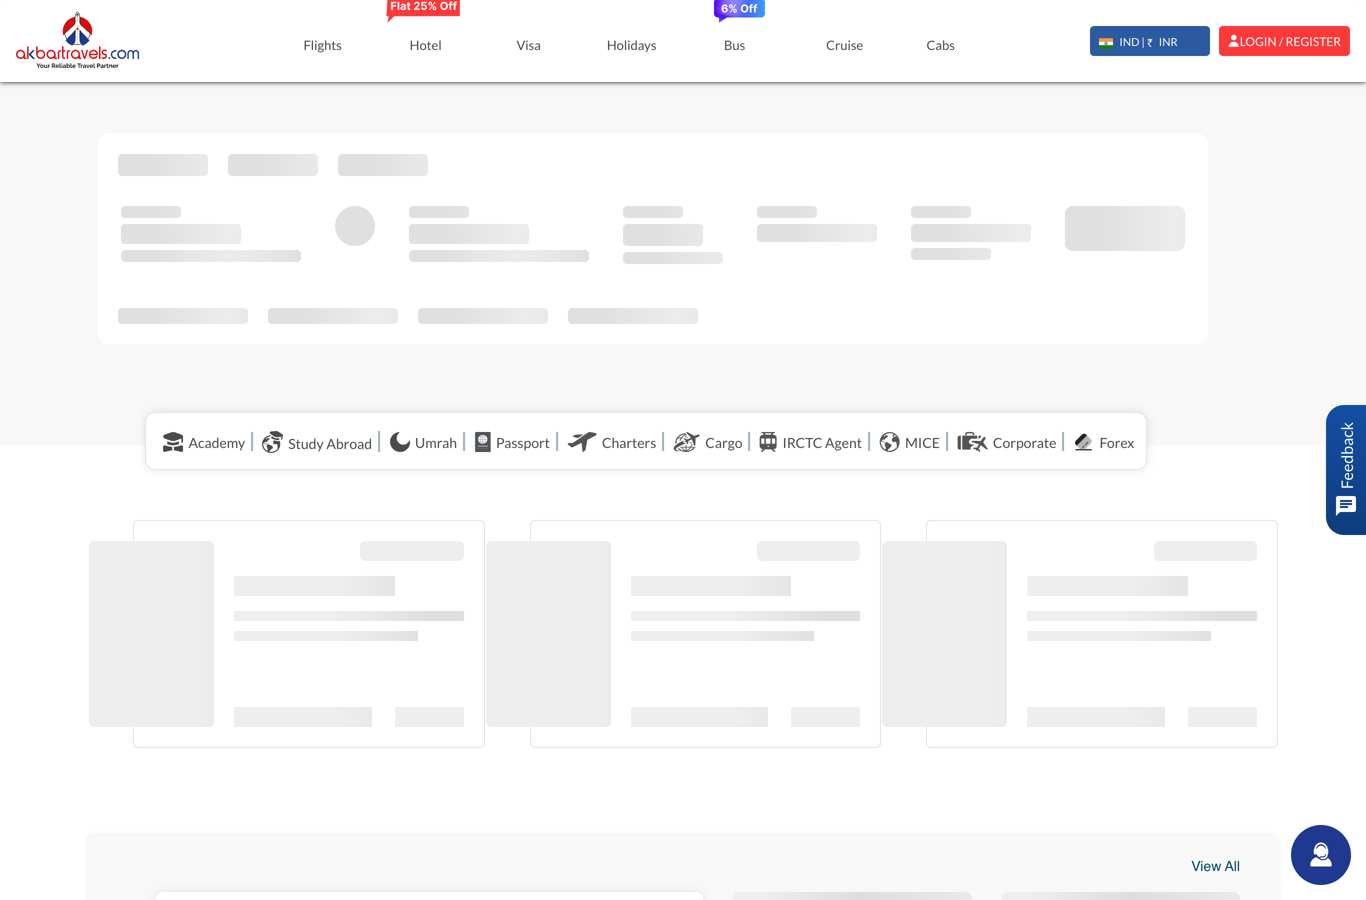 Flat 25% Off
6% Off
akbartravels.com
Your Reliable Travel Partner
Flights
Hotel
Visa
Holidays
Bus
Cruise
Cabs
IND | ₹ INR
LOGIN / REGISTER
Academy
Study Abroad
Umrah
Passport
Charters
Cargo
IRCTC Agent
MICE
Corporate
Forex
Feedback
View All